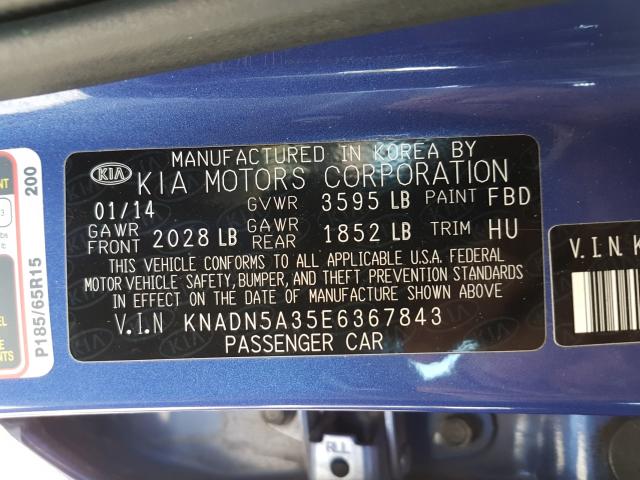 MANUFACTURED IN KOREA BY
KIA KIA MOTORS CORPORATION
01/14 GVWR 3595 LB PAINT FBD
GAWR FRONT 2028 LB GAWR REAR 1852 LB TRIM HU
THIS VEHICLE CONFORMS TO ALL APPLICABLE U.S.A. FEDERAL
MOTOR VEHICLE SAFETY, BUMPER, AND THEFT PREVENTION STANDARDS
IN EFFECT ON THE DATE OF MANUFACTURE SHOWN ABOVE.
V.I.N KNADN5A35E6367843
PASSENGER CAR
V.I.N. K
P185/65R15
200
RLL